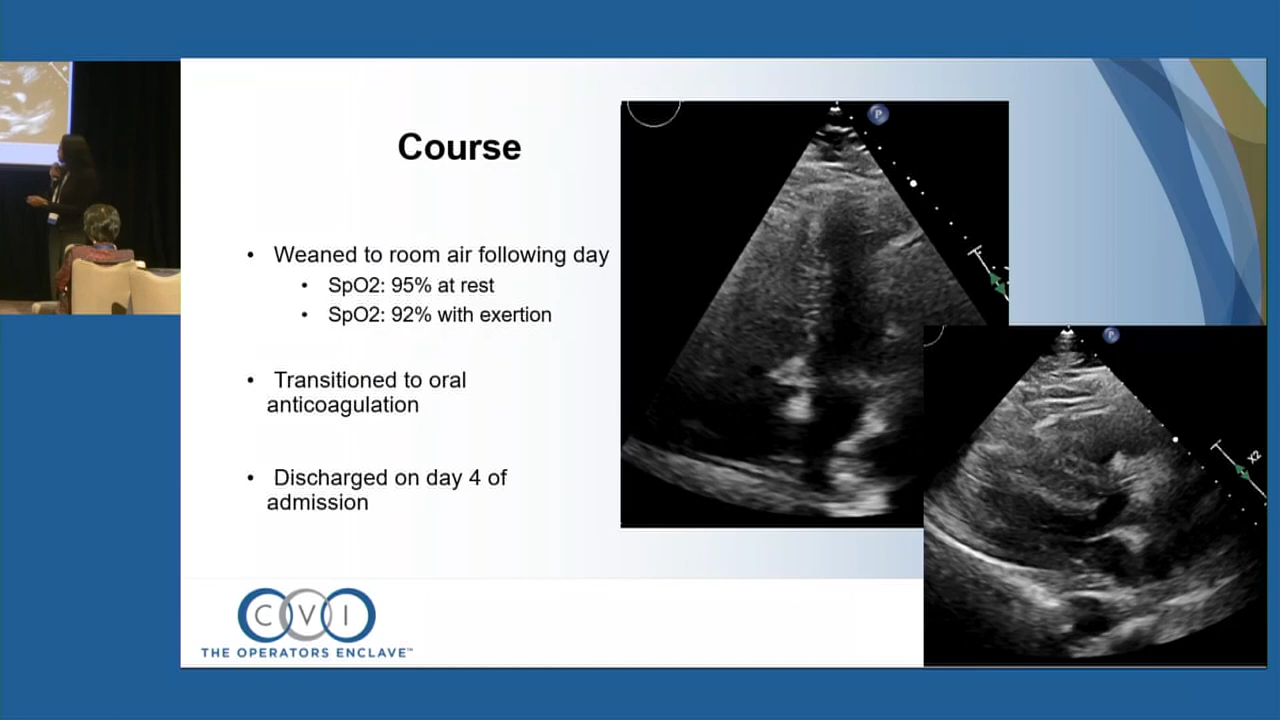 Course
• Weaned to room air following day
• SpO2: 95% at rest
• SpO2: 92% with exertion
• Transitioned to oral
anticoagulation
• Discharged on day 4 of
admission
P
P
X2
C V I
THE OPERATORS ENCLAVE™